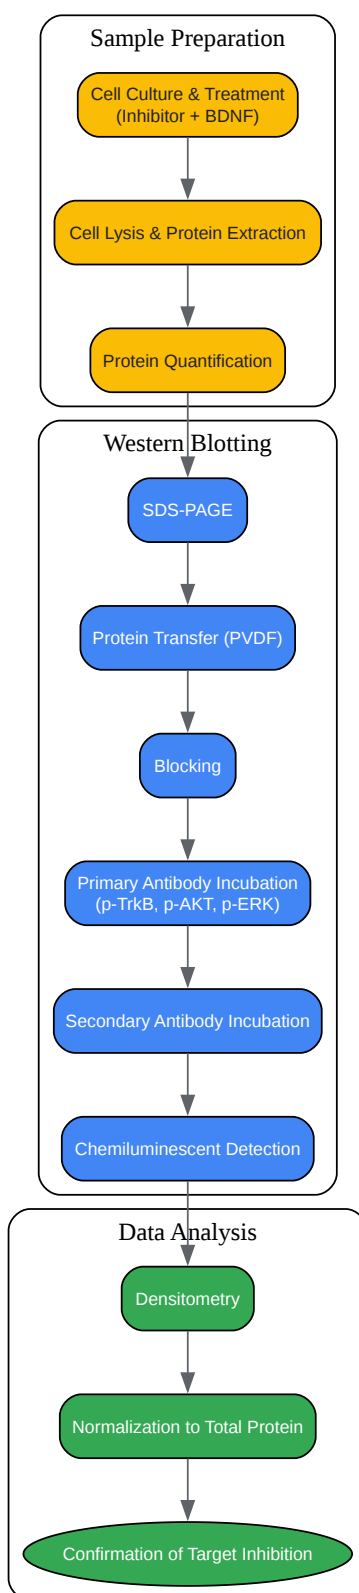 Sample Preparation
Cell Culture & Treatment
(Inhibitor + BDNF)
Cell Lysis & Protein Extraction
Protein Quantification
Western Blotting
SDS-PAGE
Protein Transfer (PVDF)
Blocking
Primary Antibody Incubation
(p-TrkB, p-AKT, p-ERK)
Secondary Antibody Incubation
Chemiluminescent Detection
Data Analysis
Densitometry
Normalization to Total Protein
Confirmation of Target Inhibition